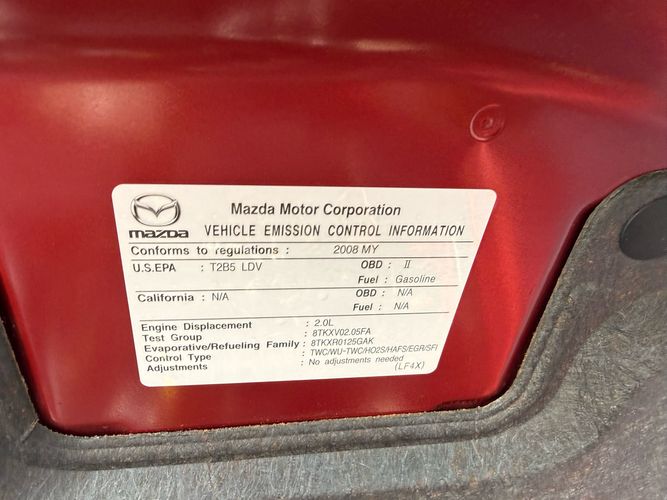 mazda
Mazda Motor Corporation
VEHICLE EMISSION CONTROL INFORMATION
Conforms to regulations : 2008 MY
U.S.EPA : T2B5 LDV OBD : II
Fuel : Gasoline
California : N/A OBD : N/A
Fuel : N/A
Engine Displacement : 2.0L
Test Group : 8TKXV02.05FA
Evaporative/Refueling Family : 8TKXR0125GAK
Control Type : TWC/WU-TWC/HO2S/HAFS/EGR/SFI
Adjustments : No adjustments needed
(LF4X)